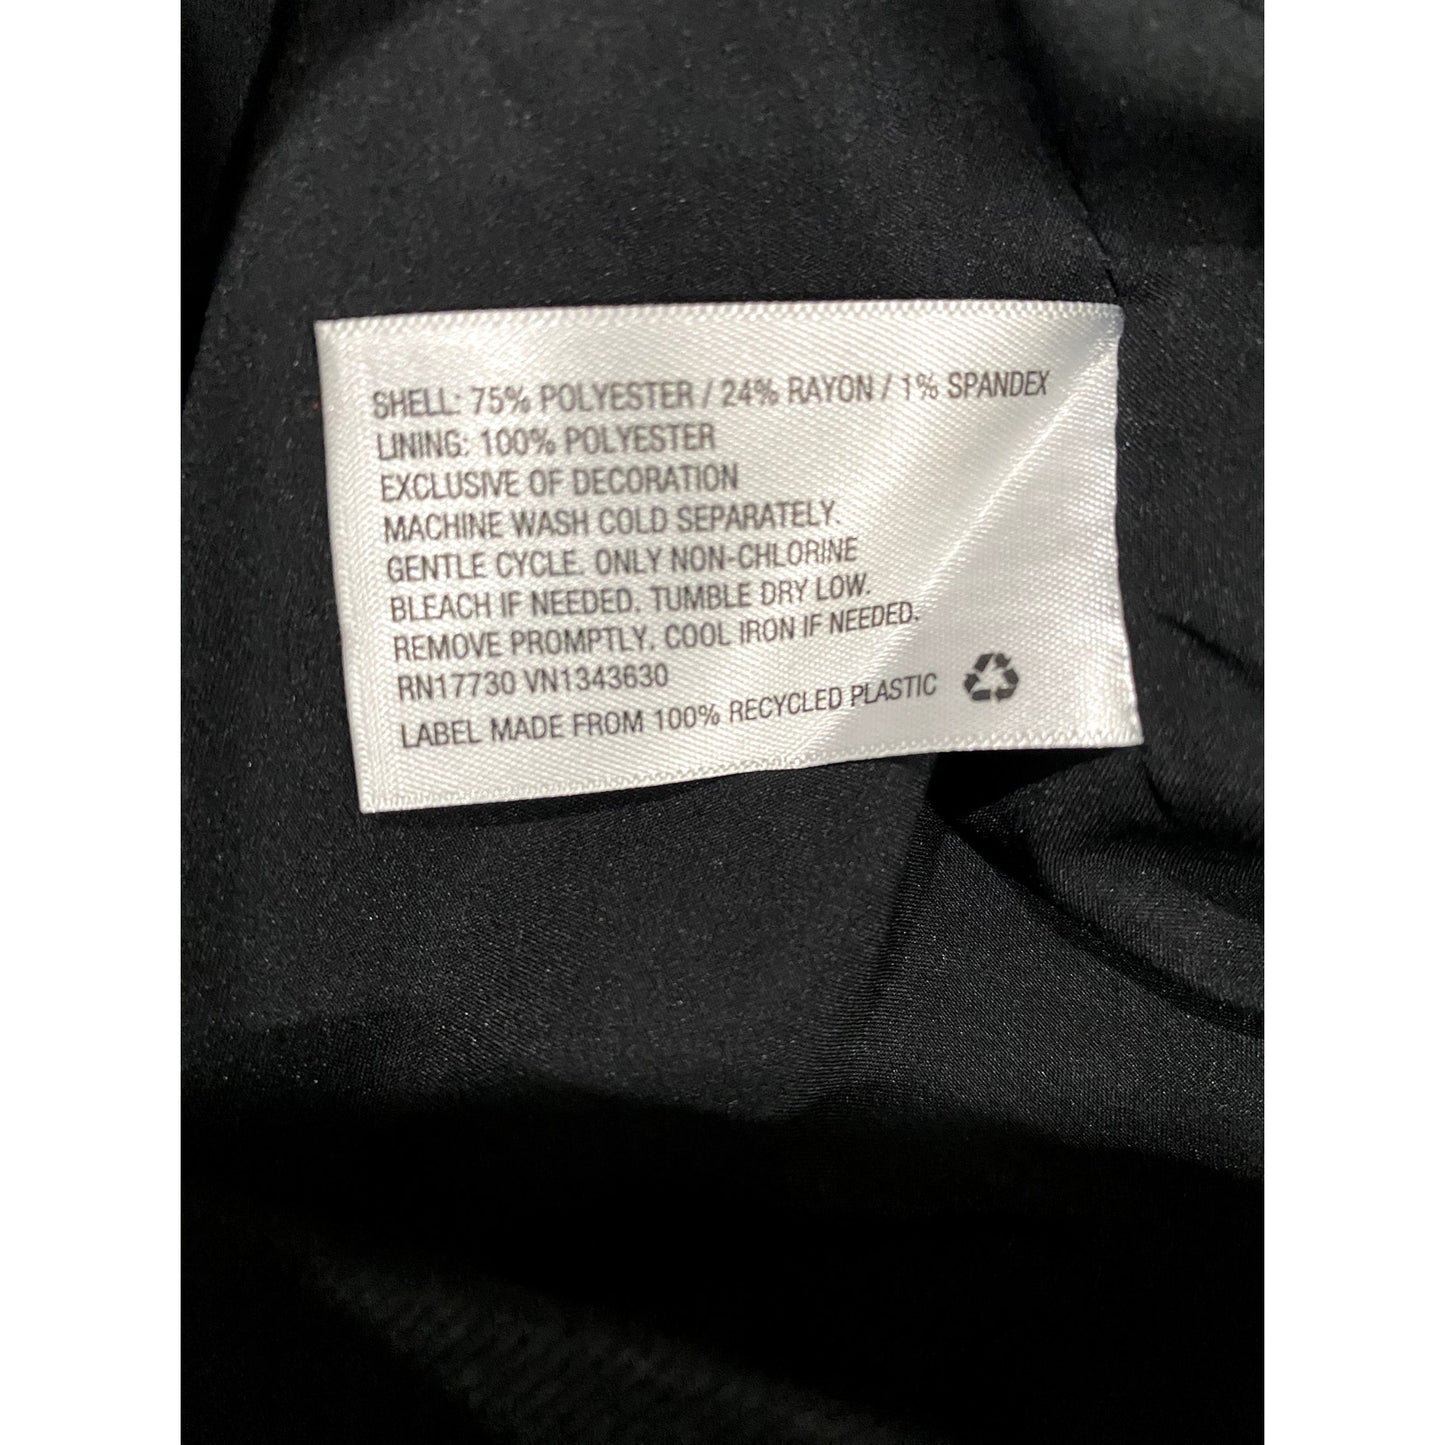 SHELL: 75% POLYESTER / 24% RAYON / 1% SPANDEX
LINING: 100% POLYESTER
EXCLUSIVE OF DECORATION
MACHINE WASH COLD SEPARATELY.
GENTLE CYCLE. ONLY NON-CHLORINE
BLEACH IF NEEDED. TUMBLE DRY LOW.
REMOVE PROMPTLY. COOL IRON IF NEEDED.
RN17730 VN1343630
LABEL MADE FROM 100% RECYCLED PLASTIC